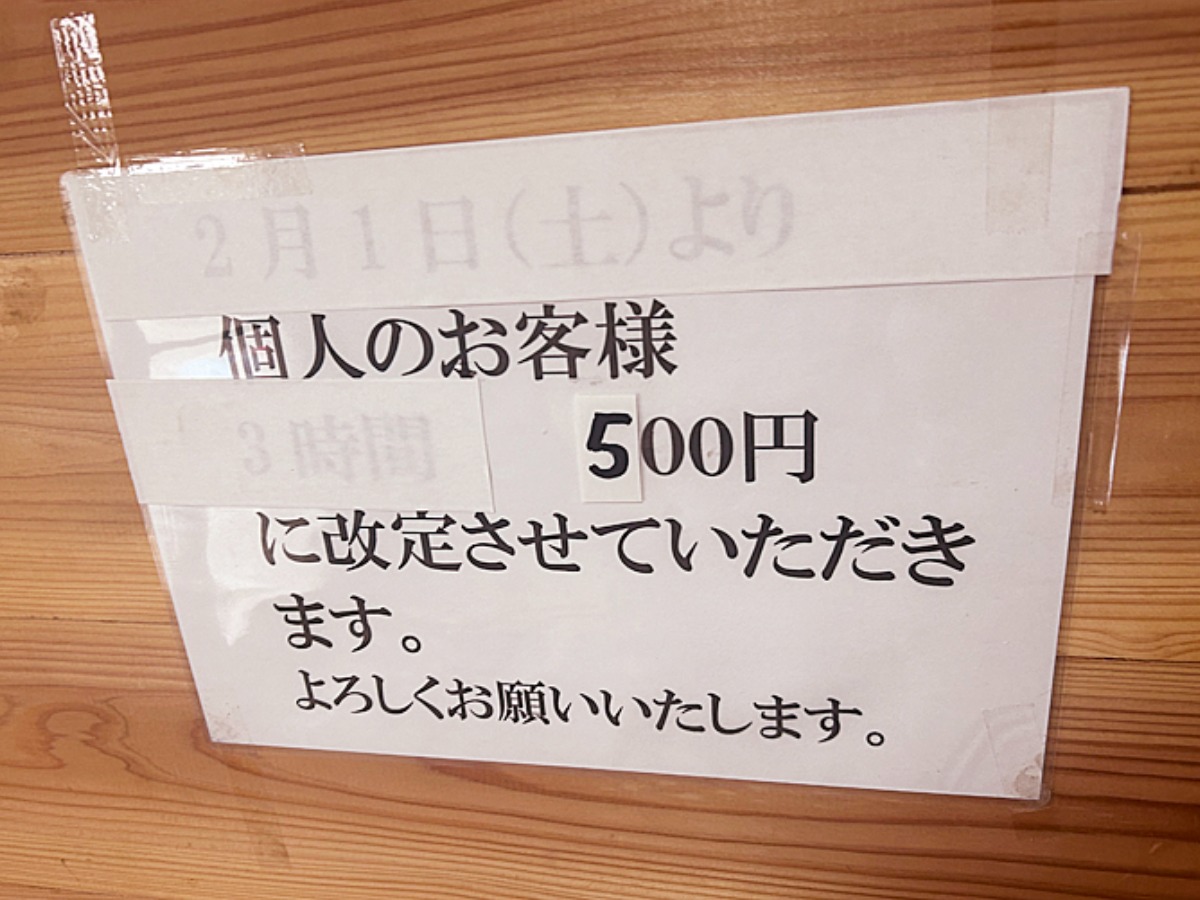 2月1日(土)より
個人のお客様
3時間 500円
に改定させていただき
ます。
よろしくお願いいたします。